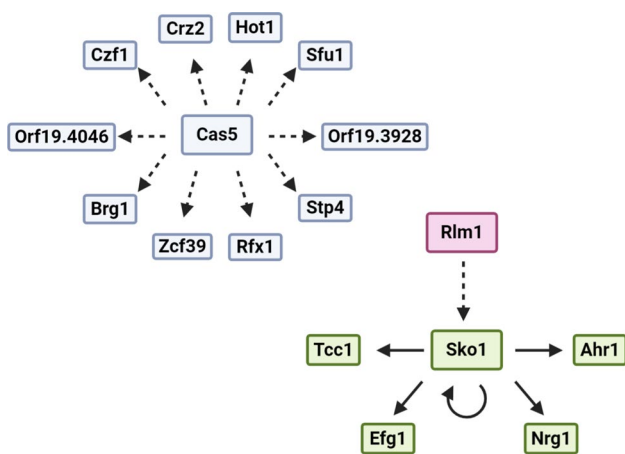 Crz2
Hot1
Czf1
Sfu1
Orf19.4046
Cas5
Orf19.3928
Brg1
Stp4
Zcf39
Rfx1
Rlm1
Tcc1
Sko1
Ahr1
Efg1
Nrg1